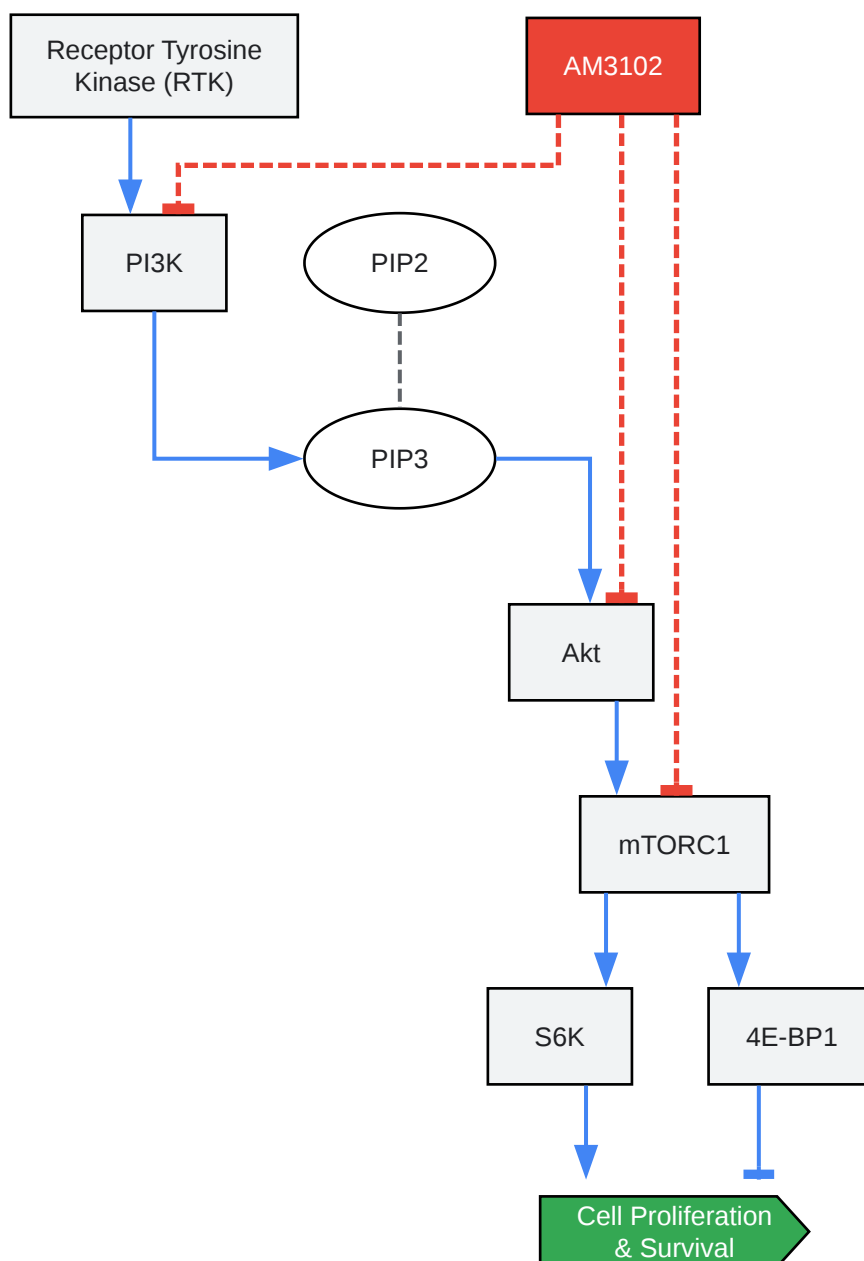 Receptor Tyrosine
Kinase (RTK)
AM3102
PI3K
PIP2
PIP3
Akt
mTORC1
S6K
4E-BP1
Cell Proliferation
& Survival